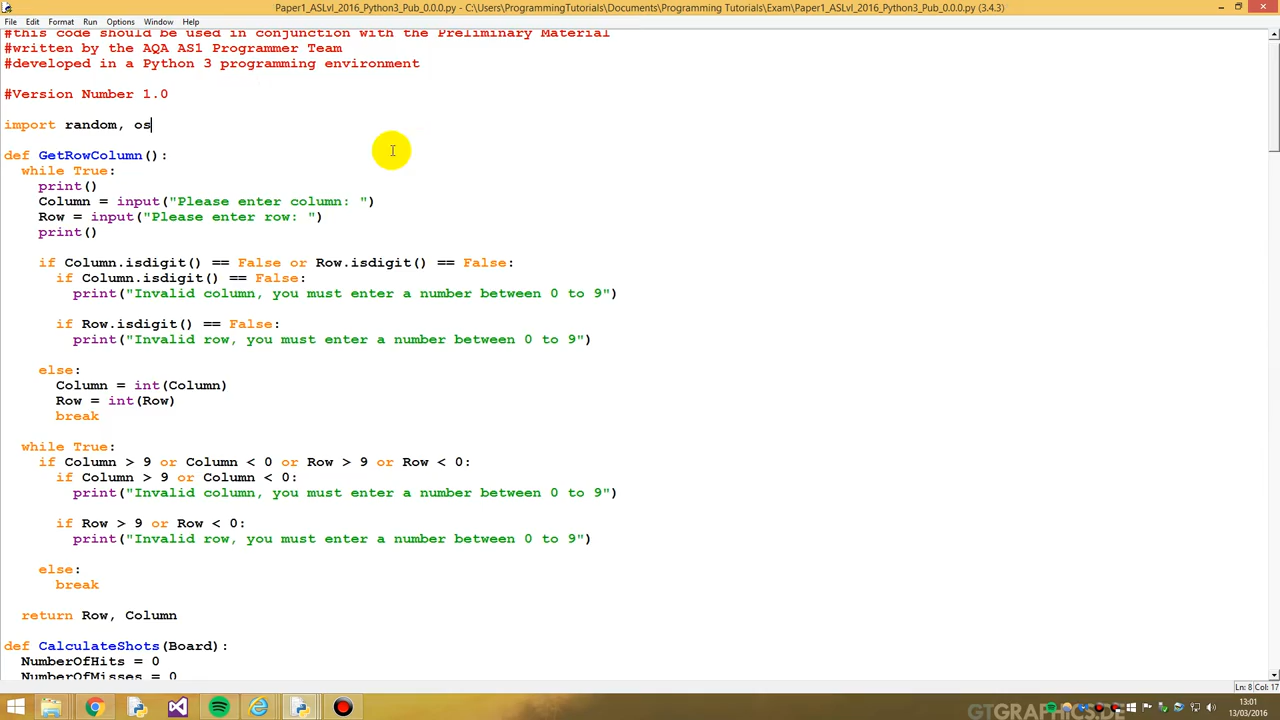 Paper1_ASLvl_2016_Python3_Pub_0.0.0.py - C:\Users\ProgrammingTutorials\Documents\Programming Tutorials\Exam\Paper1_ASLvl_2016_Python3_Pub_0.0.0.py (3.4.3)
File Edit Format Run Options Window Help
#this code should be used in conjunction with the Preliminary Material
#written by the AQA AS1 Programmer Team
#developed in a Python 3 programming environment
#Version Number 1.0
import random, os
def GetRowColumn():
  while True:
    print()
    Column = input("Please enter column: ")
    Row = input("Please enter row: ")
    print()
    if Column.isdigit() == False or Row.isdigit() == False:
      if Column.isdigit() == False:
        print("Invalid column, you must enter a number between 0 to 9")
      if Row.isdigit() == False:
        print("Invalid row, you must enter a number between 0 to 9")
    else:
      Column = int(Column)
      Row = int(Row)
      break
  while True:
    if Column > 9 or Column < 0 or Row > 9 or Row < 0:
      if Column > 9 or Column < 0:
        print("Invalid column, you must enter a number between 0 to 9")
      if Row > 9 or Row < 0:
        print("Invalid row, you must enter a number between 0 to 9")
    else:
      break
  return Row, Column
def CalculateShots(Board):
  NumberOfHits = 0
  NumberOfMisses = 0
Ln: 8 Col: 17
13:01
13/03/2016
GTGRAPHICS.DE